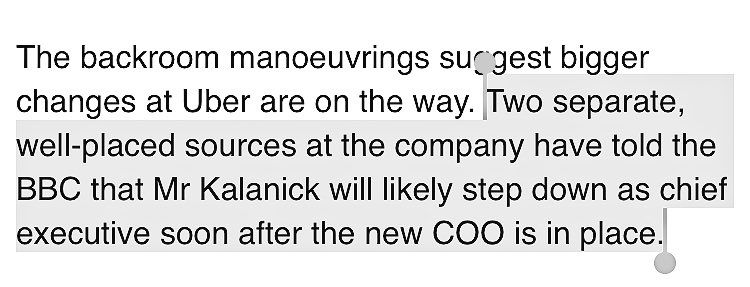 The backroom manoeuvrings suggest bigger
changes at Uber are on the way. Two separate,
well-placed sources at the company have told the
BBC that Mr Kalanick will likely step down as chief
executive soon after the new COO is in place.